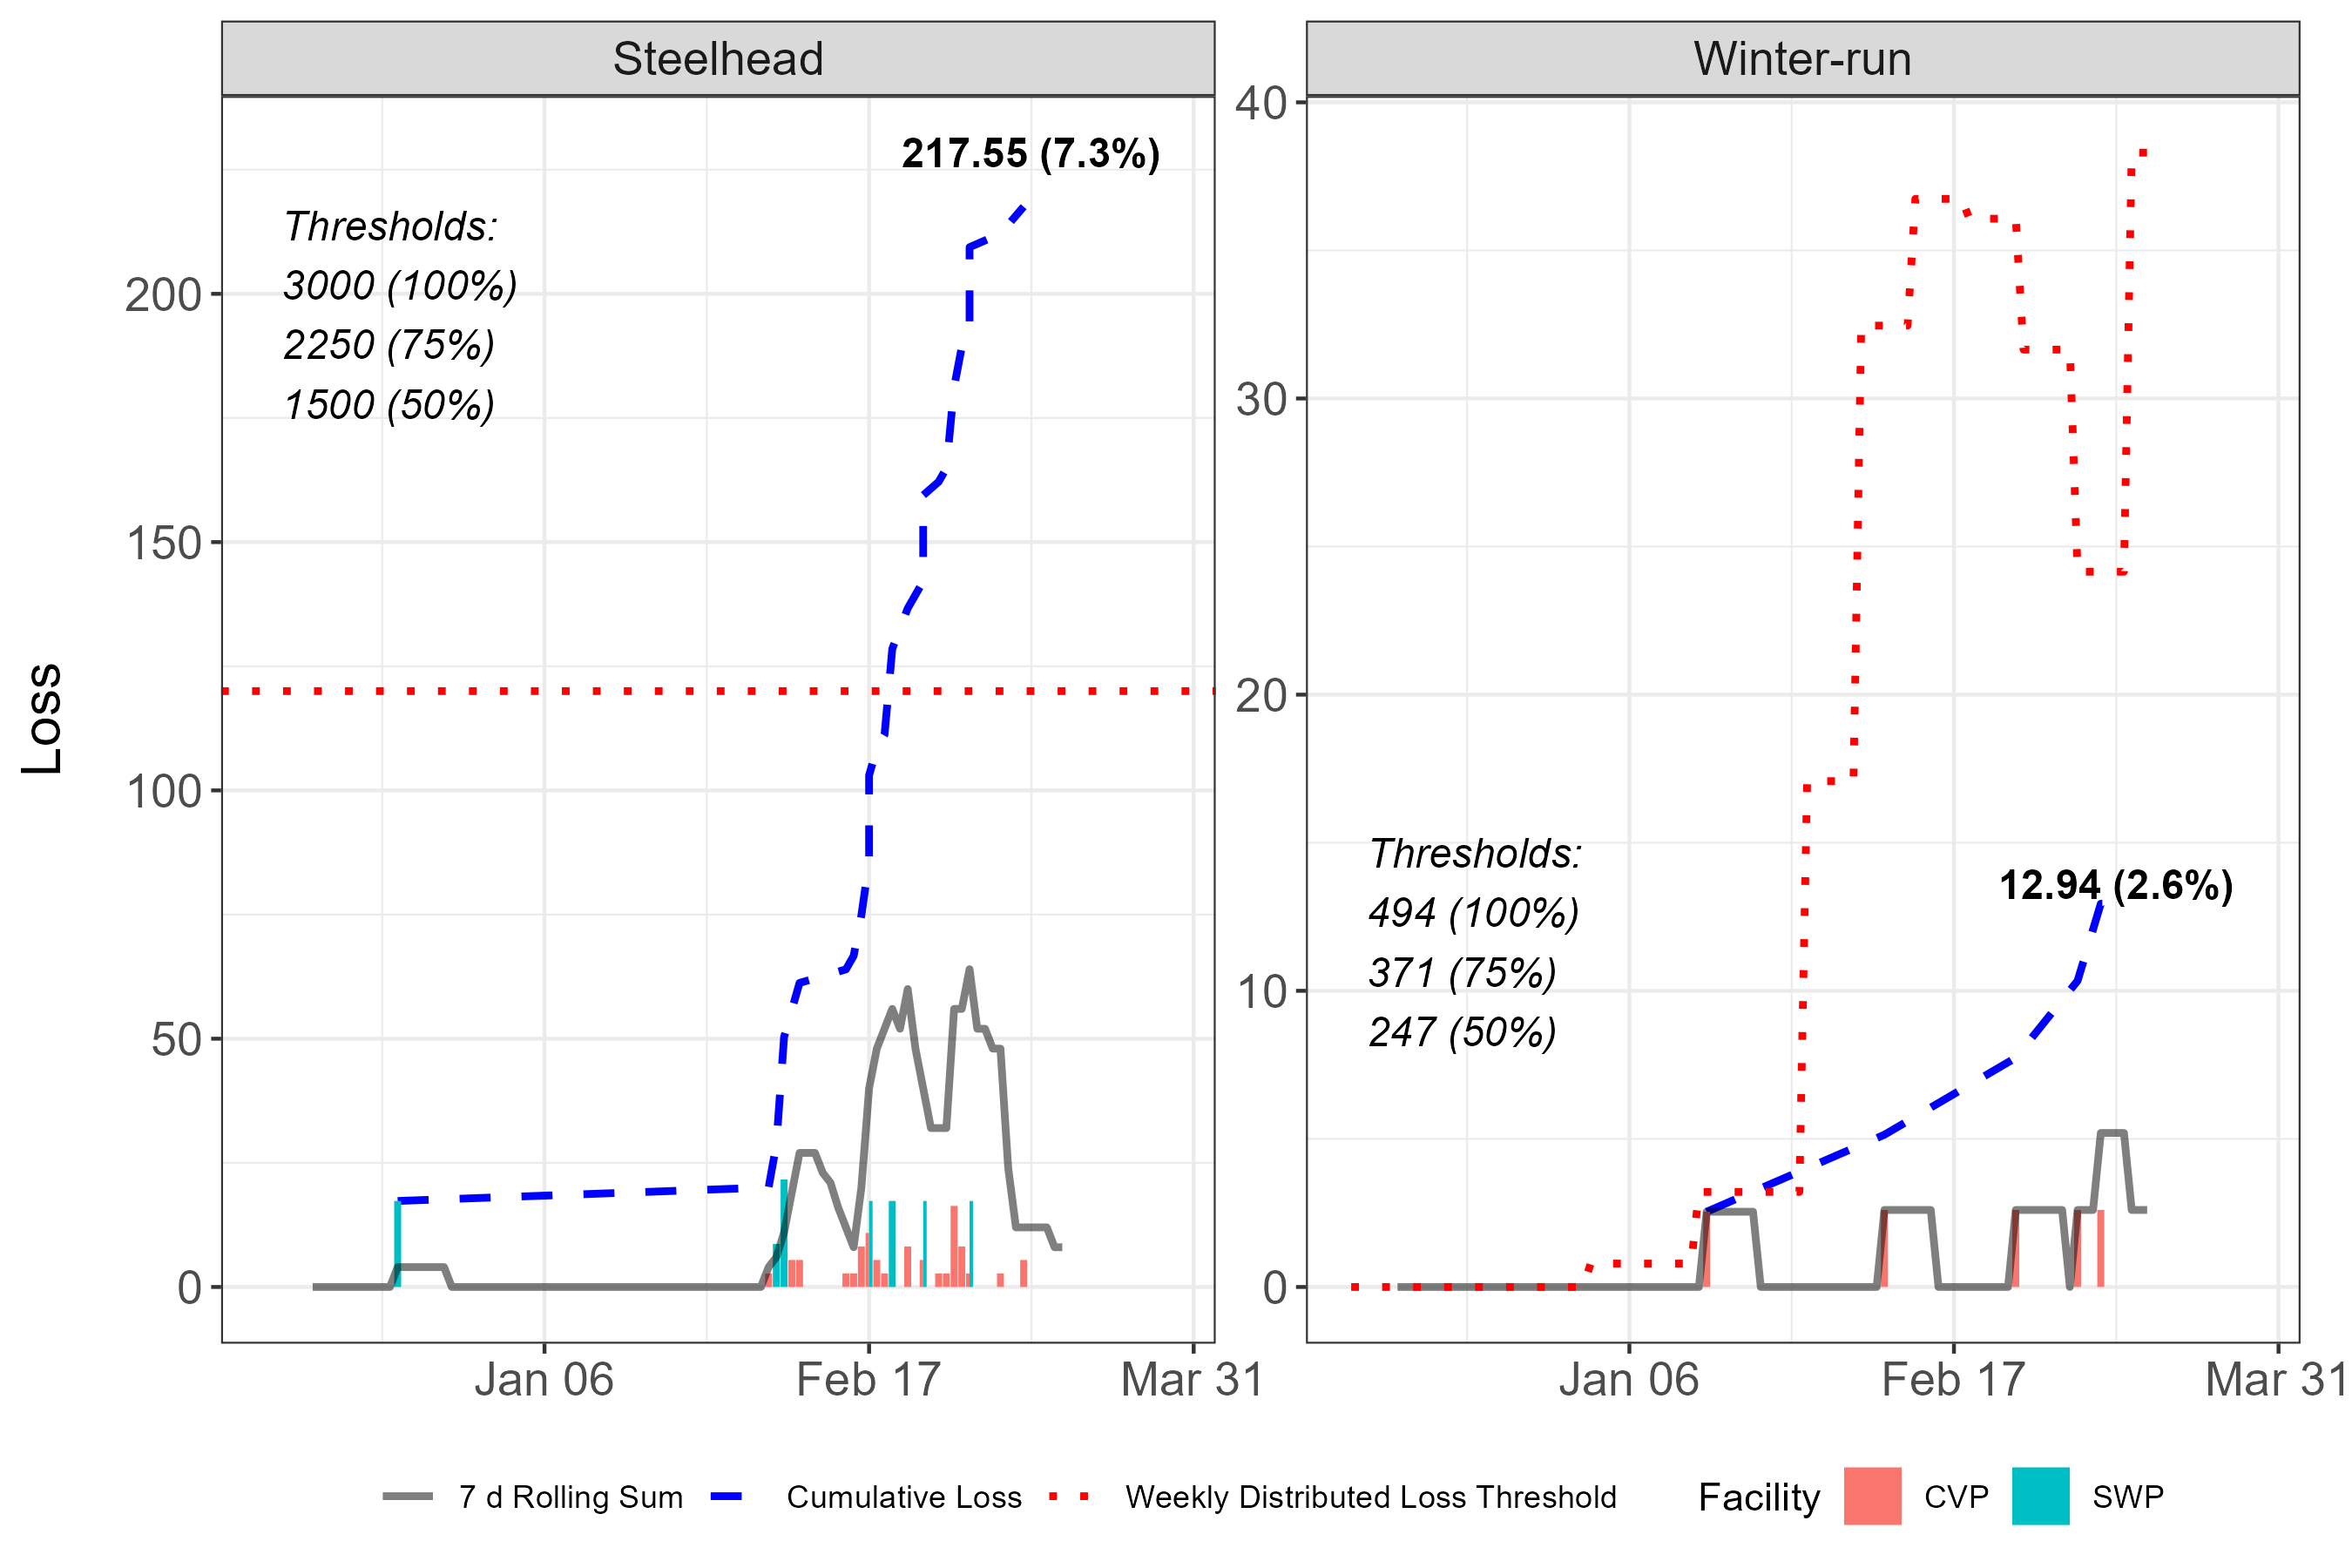 Steelhead
Winter-run
217.55 (7.3%)
Thresholds:
3000 (100%)
2250 (75%)
1500 (50%)
12.94 (2.6%)
Thresholds:
494 (100%)
371 (75%)
247 (50%)
Loss
200
150
100
50
0
40
30
20
10
0
Jan 06
Feb 17
Mar 31
Jan 06
Feb 17
Mar 31
7 d Rolling Sum
Cumulative Loss
Weekly Distributed Loss Threshold
Facility
CVP
SWP